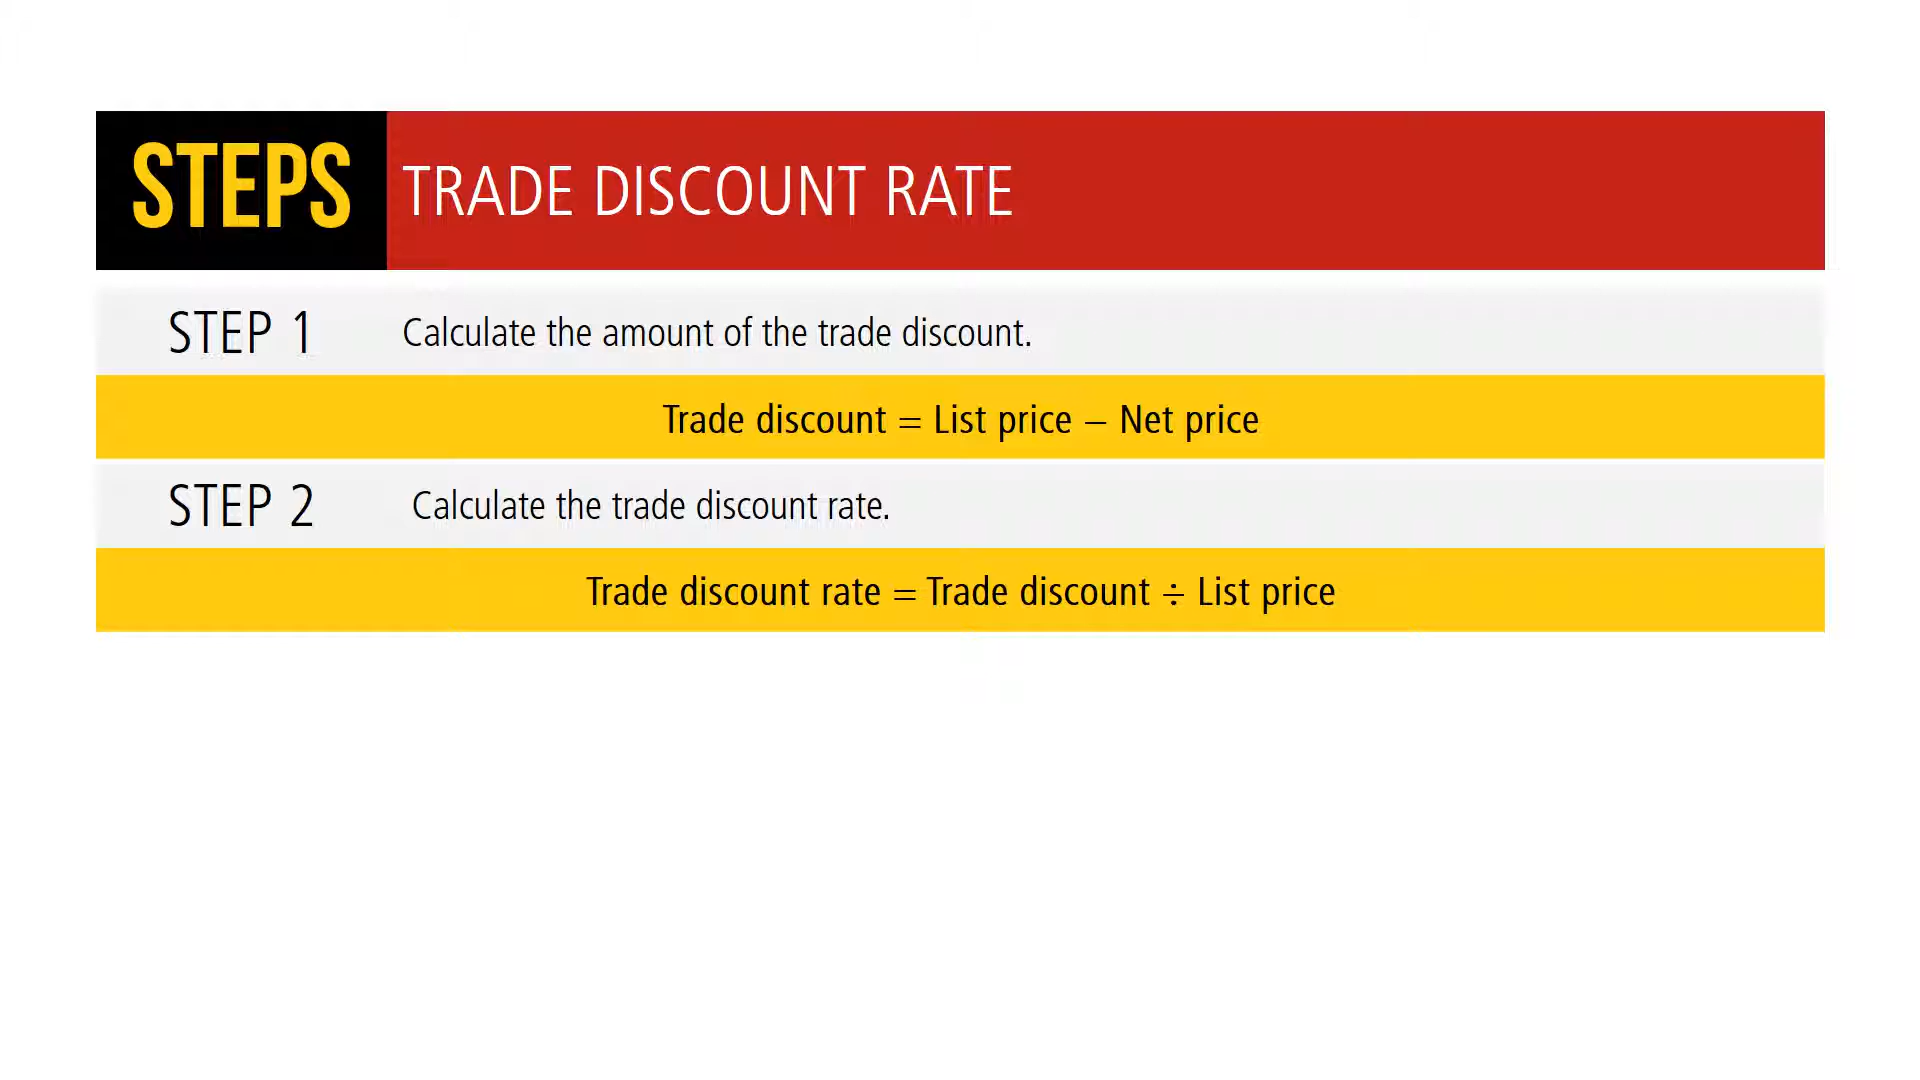 STEPS TRADE DISCOUNT RATE
STEP 1 Calculate the amount of the trade discount.
Trade discount = List price – Net price
STEP 2 Calculate the trade discount rate.
Trade discount rate = Trade discount ÷ List price